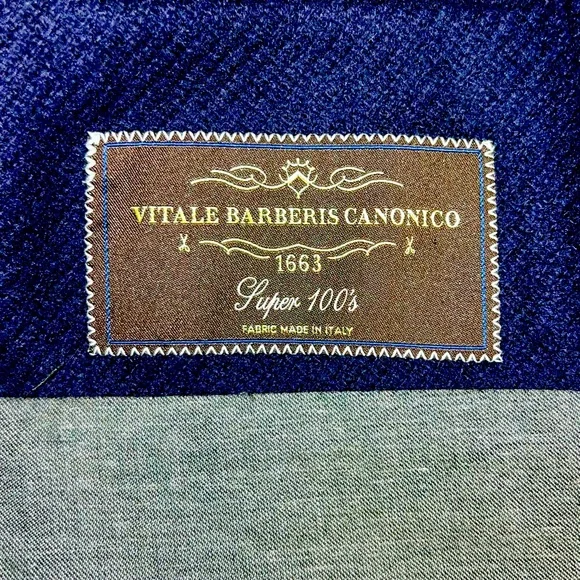 VITALE BARBERIS CANONICO
1663
Super 100's
FABRIC MADE IN ITALY